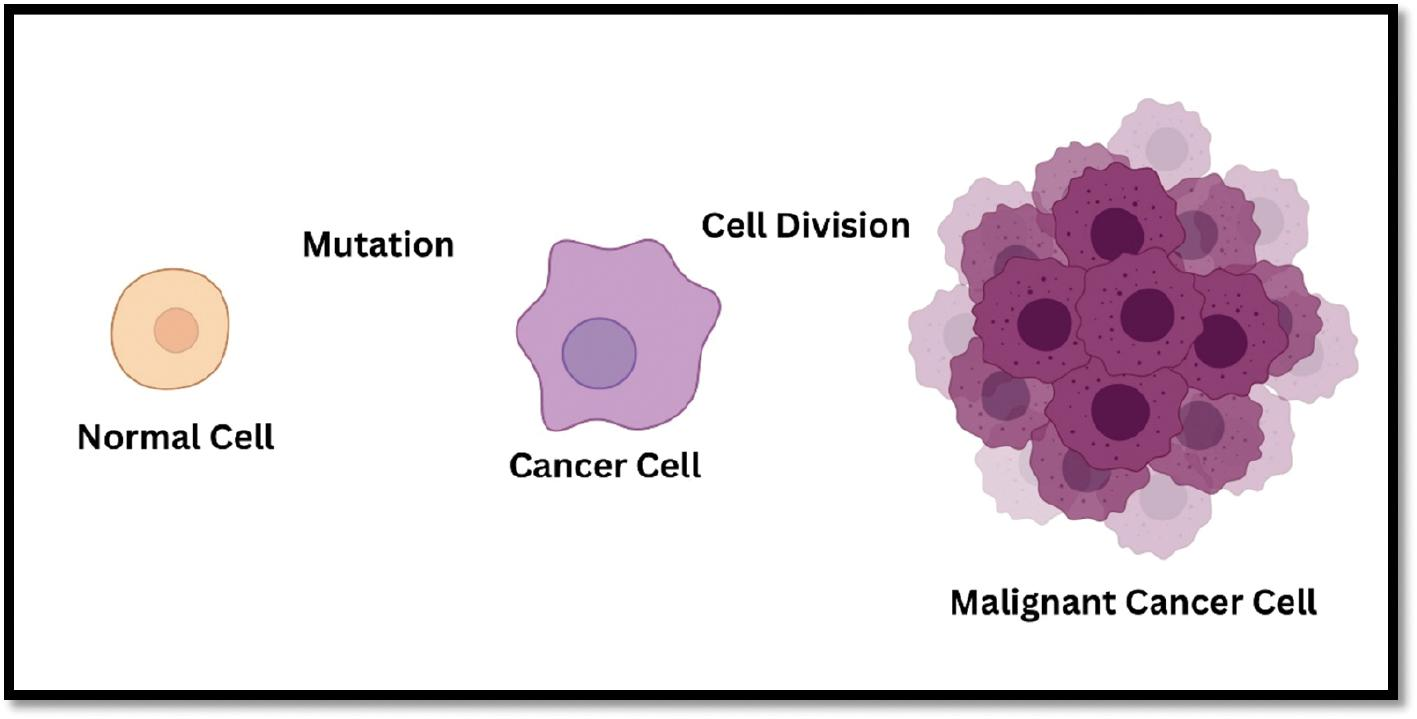 Mutation
Cell Division
Normal Cell
Cancer Cell
Malignant Cancer Cell